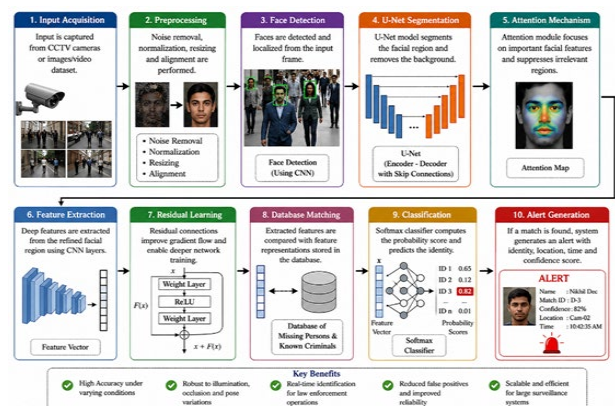 1. Input Acquisition
Input is captured
from CCTV cameras
or images/video
dataset.
2. Preprocessing
Noise removal,
normalization, resizing
and alignment are
performed.
• Noise Removal
• Normalization
• Resizing
• Alignment
3. Face Detection
Faces are detected and
localized from the input
frame.
Face Detection
(Using CNN)
4. U-Net Segmentation
U-Net model segments
the facial region and
removes the background.
U-Net
(Encoder - Decoder
with Skip Connections)
5. Attention Mechanism
Attention module focuses
on important facial features
and suppresses irrelevant
regions.
Attention Map
6. Feature Extraction
Deep features are extracted
from the refined facial
region using CNN layers.
Feature Vector
7. Residual Learning
Residual connections
improve gradient flow and
enable deeper network
training.
x
Weight Layer
F(x)
ReLU
Weight Layer
x + F(x)
8. Database Matching
Extracted features are
compared with feature
representations stored in
the database.
Database of
Missing Persons &
Known Criminals
9. Classification
Softmax classifier computes
the probability score and
predicts the identity.
x
ID 1 0.65
ID 2 0.12
ID 3 0.82
...
ID n 0.01
Feature
Vector
Probability
Scores
Softmax
Classifier
10. Alert Generation
If a match is found, system
generates an alert with
identity, location, time and
confidence score.
ALERT
Name : Nikhil Doc
Match ID : D-3
Confidence: 82%
Location : Cam-02
Time : 10:42:35 AM
Key Benefits
High Accuracy under
varying conditions
Robust to illumination,
occlusion and pose
variations
Real-time identification
for law enforcement
operations
Reduced false positives
and improved
reliability
Scalable and efficient
for large surveillance
systems